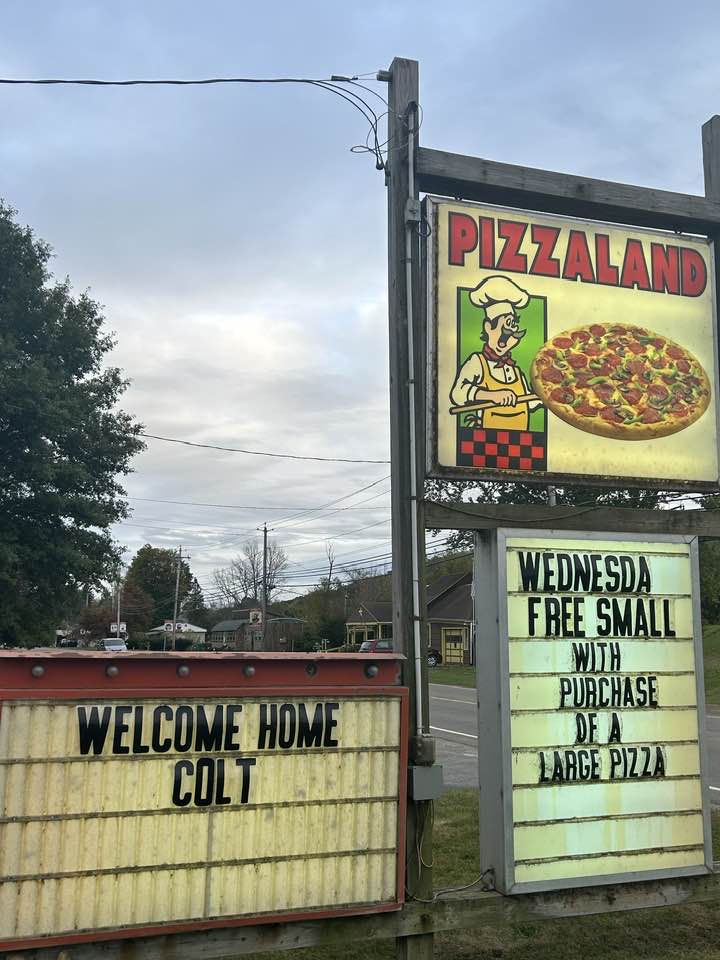 PIZZALAND
WEDNESDA
FREE SMALL
WITH
PURCHASE
OF A
LARGE PIZZA
WELCOME HOME
COLT